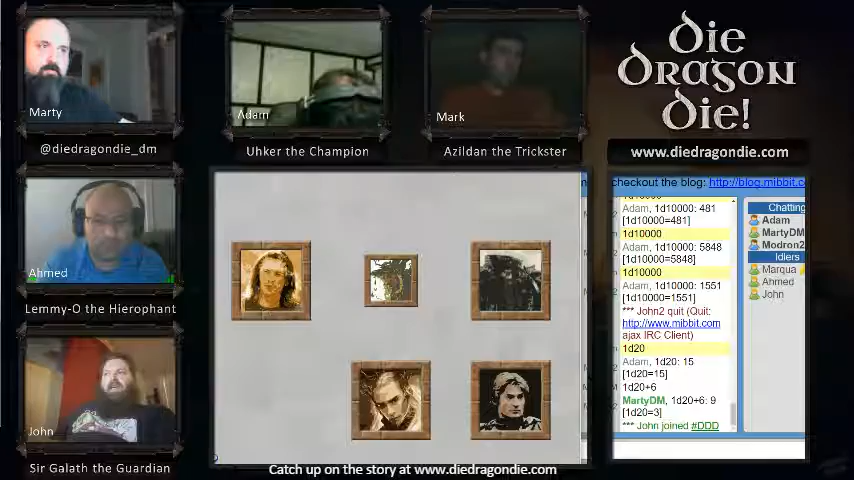 Marty
@diedragondie_dm
Adam
Uhker the Champion
Mark
Azildan the Trickster
die
dragon
die!
www.diedragondie.com
Ahmed
Lemmy-O the Hierophant
John
Sir Galath the Guardian
checkout the blog: http://blog.mibbit.c
Adam, 1d10000: 481
[1d10000=481]
1d10000
Adam, 1d10000: 5848
[1d10000=5848]
1d10000
Adam, 1d10000: 1551
[1d10000=1551]
*** John2 quit (Quit:
http://www.mibbit.com
ajax IRC Client)
1d20
Adam, 1d20: 15
[1d20=15]
1d20+6
MartyDM, 1d20+6: 9
[1d20=3]
*** John joined #DDD
Chatting
Adam
MartyDM
Modron2
Idlers
Marqua
Ahmed
John
Catch up on the story at www.diedragondie.com